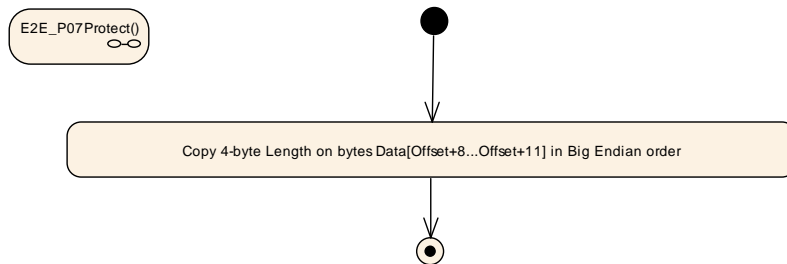 E2E_P07Protect()
Copy 4-byte Length on bytes Data[Offset+8...Offset+11] in Big Endian order